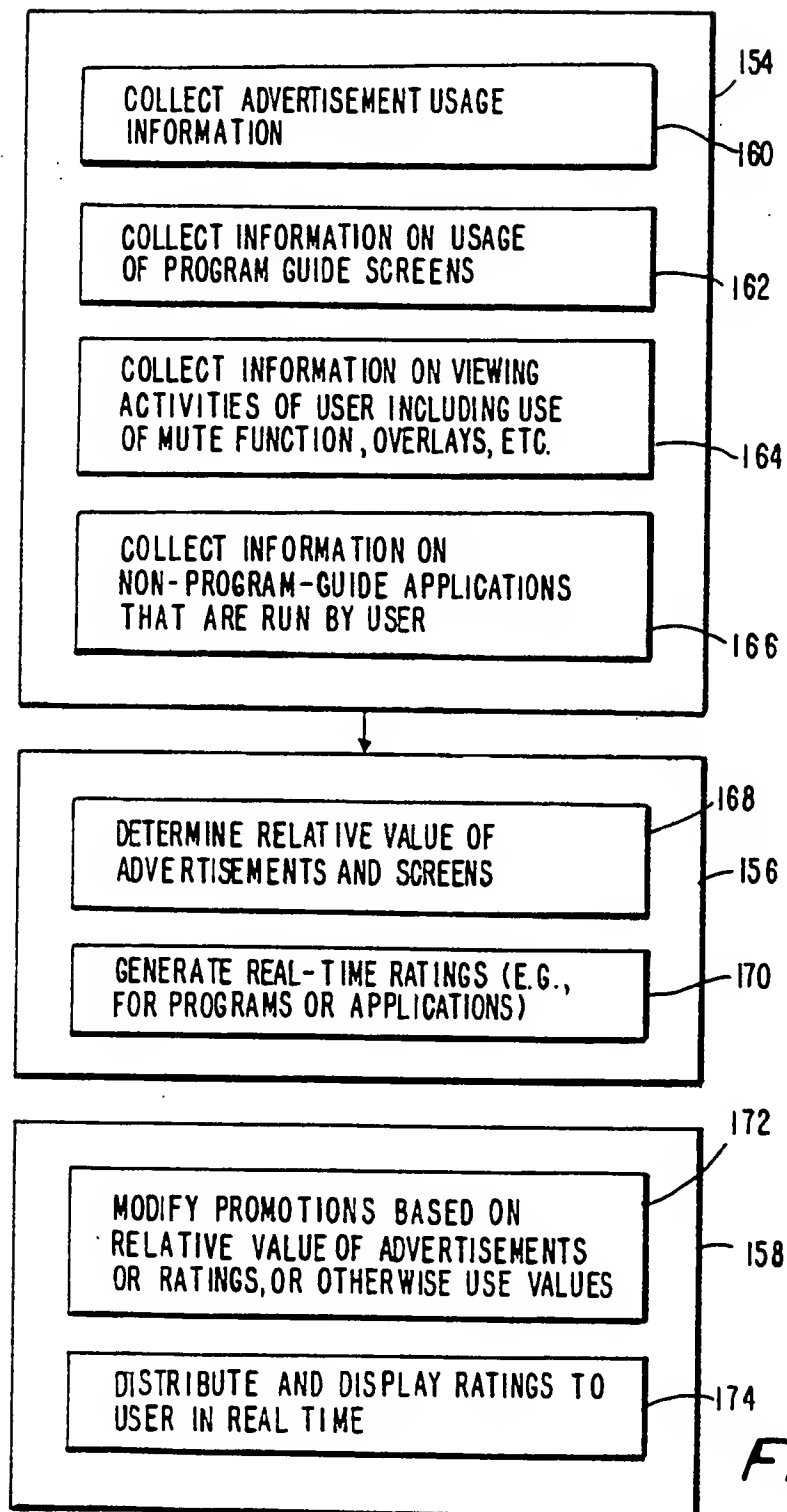 154
COLLECT ADVERTISEMENT USAGE
INFORMATION
160
COLLECT INFORMATION ON USAGE
OF PROGRAM GUIDE SCREENS
162
COLLECT INFORMATION ON VIEWING
ACTIVITIES OF USER INCLUDING USE
OF MUTE FUNCTION, OVERLAYS, ETC.
164
COLLECT INFORMATION ON
NON-PROGRAM-GUIDE APPLICATIONS
THAT ARE RUN BY USER
166
168
DETERMINE RELATIVE VALUE OF
ADVERTISEMENTS AND SCREENS
156
GENERATE REAL-TIME RATINGS (E.G.,
FOR PROGRAMS OR APPLICATIONS)
170
172
MODIFY PROMOTIONS BASED ON
RELATIVE VALUE OF ADVERTISEMENTS
OR RATINGS, OR OTHERWISE USE VALUES
158
DISTRIBUTE AND DISPLAY RATINGS TO
USER IN REAL TIME
174